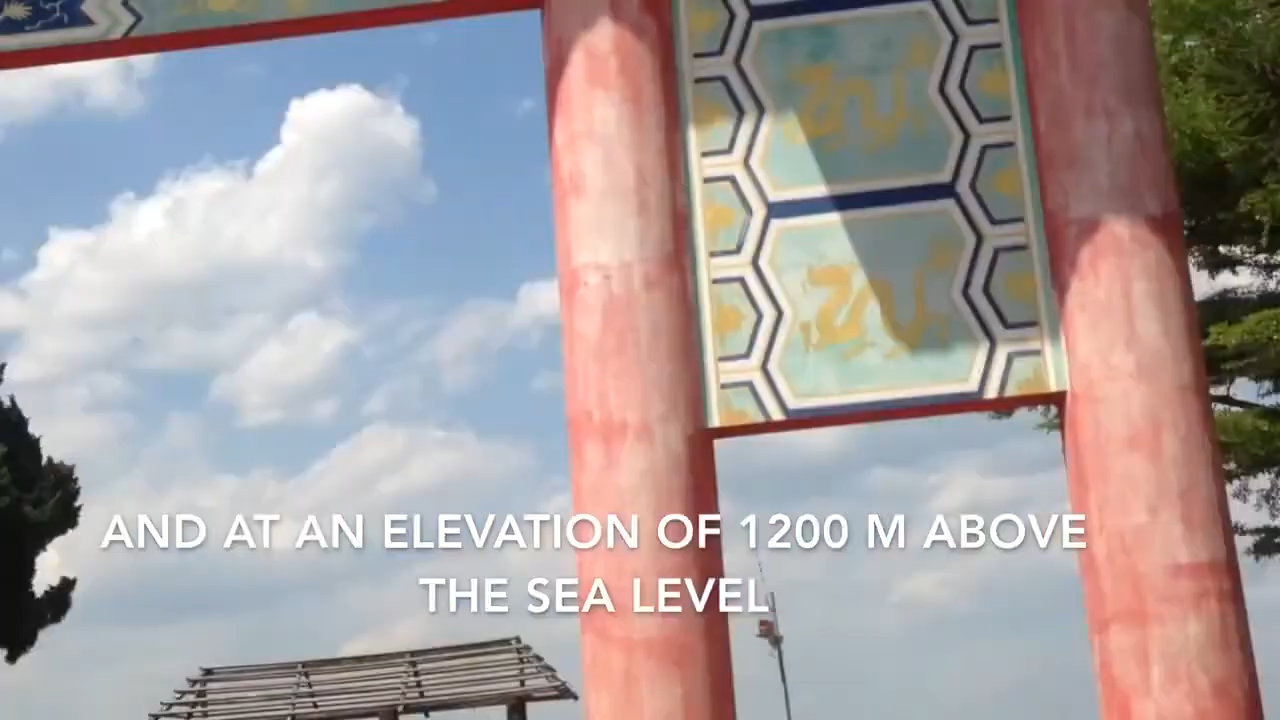 AND AT AN ELEVATION OF 1200 M ABOVE
THE SEA LEVEL